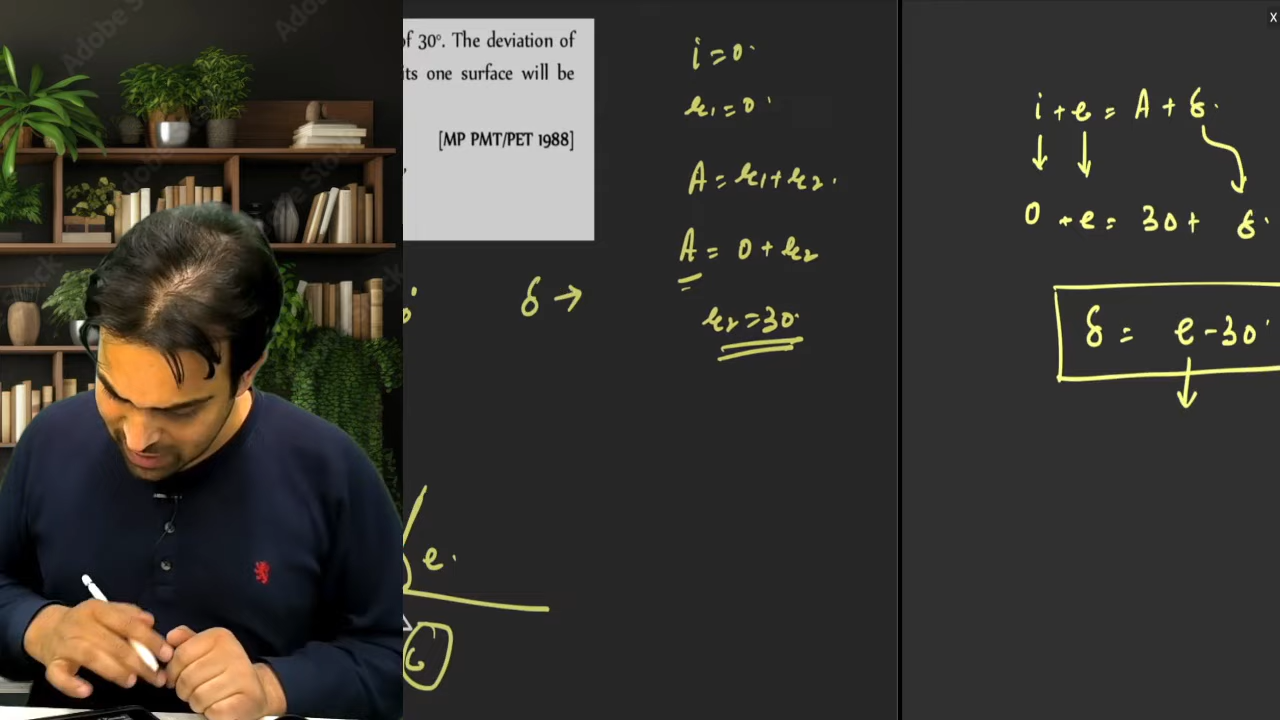 of 30°. The deviation of
its one surface will be
[MP PMT/PET 1988]
δ →
e.
i = 0°
r₁ = 0°
A = r₁ + r₂.
A = 0 + r₂
r₂ = 30°
X
i + e = A + δ.
0 + e = 30 + δ.
δ = e - 30°